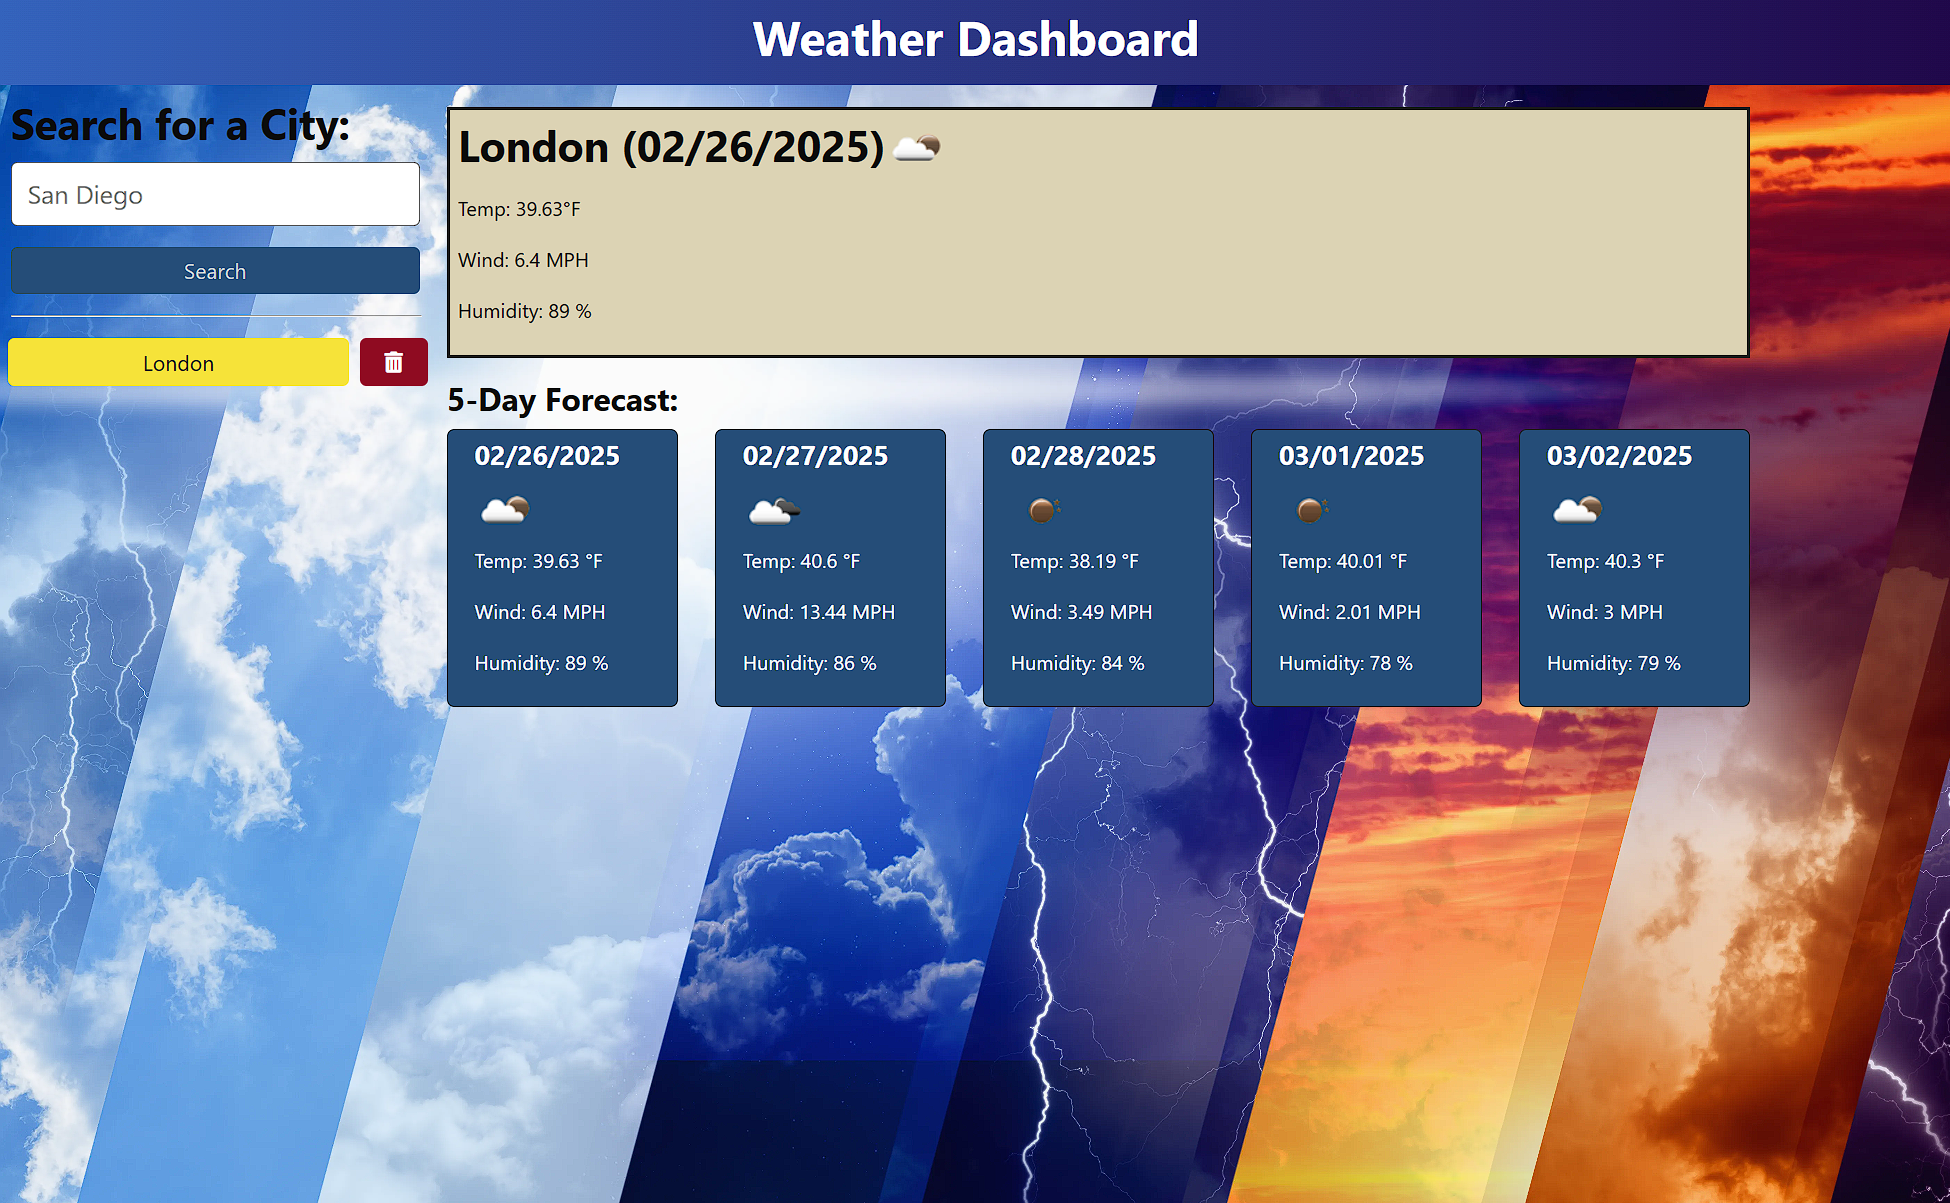 Weather Dashboard
Search for a City:
San Diego
Search
London
London (02/26/2025)
Temp: 39.63°F
Wind: 6.4 MPH
Humidity: 89 %
5-Day Forecast:
02/26/2025
Temp: 39.63 °F
Wind: 6.4 MPH
Humidity: 89 %
02/27/2025
Temp: 40.6 °F
Wind: 13.44 MPH
Humidity: 86 %
02/28/2025
Temp: 38.19 °F
Wind: 3.49 MPH
Humidity: 84 %
03/01/2025
Temp: 40.01 °F
Wind: 2.01 MPH
Humidity: 78 %
03/02/2025
Temp: 40.3 °F
Wind: 3 MPH
Humidity: 79 %